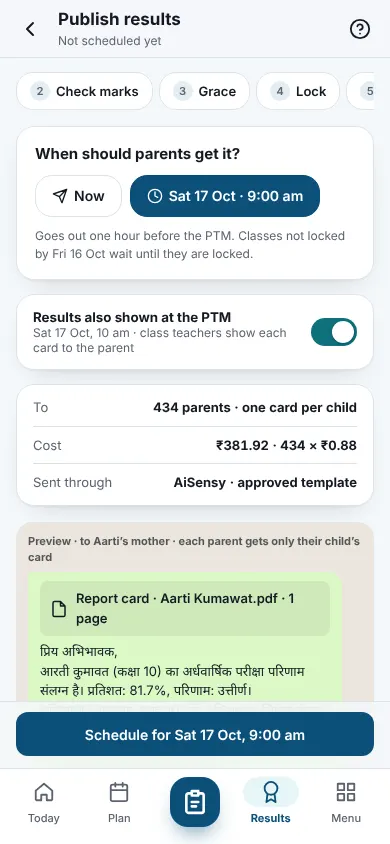 Publish results
Not scheduled yet
2 Check marks
3 Grace
4 Lock
5
When should parents get it?
Now
Sat 17 Oct · 9:00 am
Goes out one hour before the PTM. Classes not locked
by Fri 16 Oct wait until they are locked.
Results also shown at the PTM
Sat 17 Oct, 10 am · class teachers show each
card to the parent
To 434 parents · one card per child
Cost ₹381.92 · 434 × ₹0.88
Sent through AiSensy · approved template
Preview · to Aarti’s mother · each parent gets only their child’s
card
Report card · Aarti Kumawat.pdf · 1
page
प्रिय अभिभावक,
आरती कुमावत (कक्षा 10) का अर्धवार्षिक परीक्षा परिणाम
संलग्न है। प्रतिशत: 81.7%, परिणाम: उत्तीर्ण।
Schedule for Sat 17 Oct, 9:00 am
Today
Plan
Results
Menu